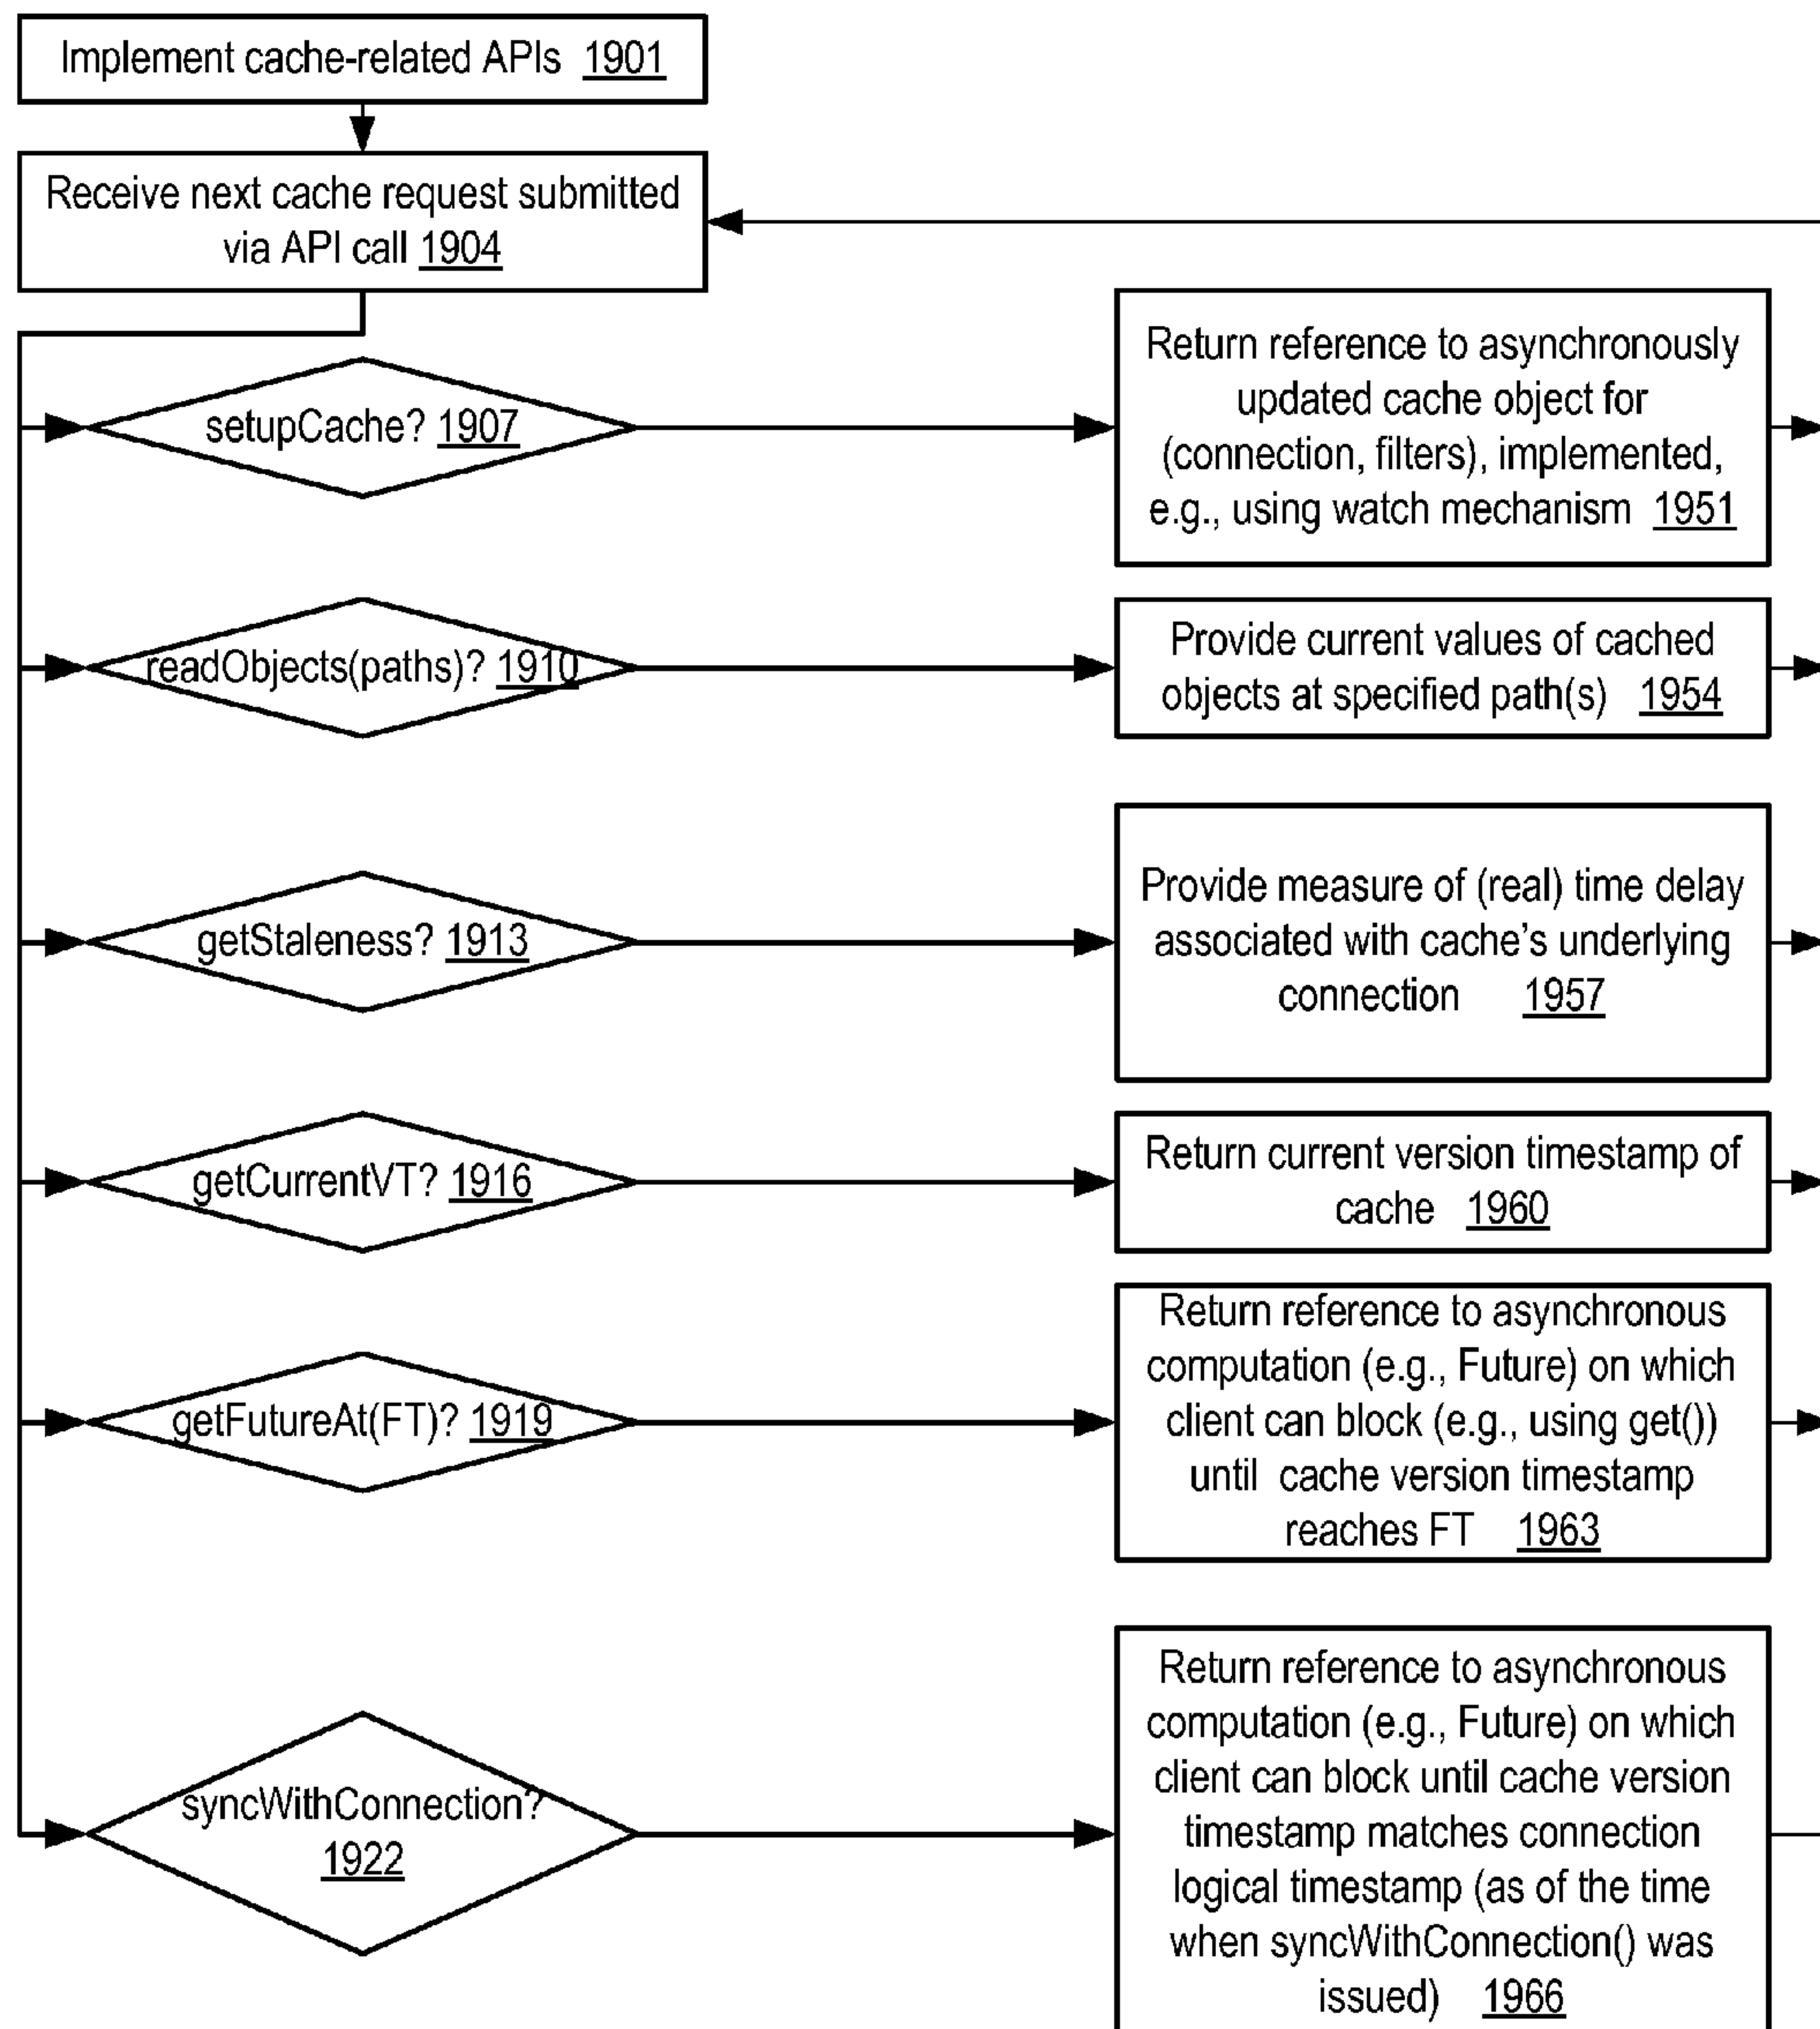 Implement cache-related APIs 1901
Receive next cache request submitted
via API call 1904
setupCache? 1907
Return reference to asynchronously
updated cache object for
(connection, filters), implemented,
e.g., using watch mechanism 1951
readObjects(paths)? 1910
Provide current values of cached
objects at specified path(s) 1954
getStaleness? 1913
Provide measure of (real) time delay
associated with cache's underlying
connection 1957
getCurrentVT? 1916
Return current version timestamp of
cache 1960
getFutureAt(FT)? 1919
Return reference to asynchronous
computation (e.g., Future) on which
client can block (e.g., using get())
until cache version timestamp
reaches FT 1963
syncWithConnection?
1922
Return reference to asynchronous
computation (e.g., Future) on which
client can block until cache version
timestamp matches connection
logical timestamp (as of the time
when syncWithConnection() was
issued) 1966